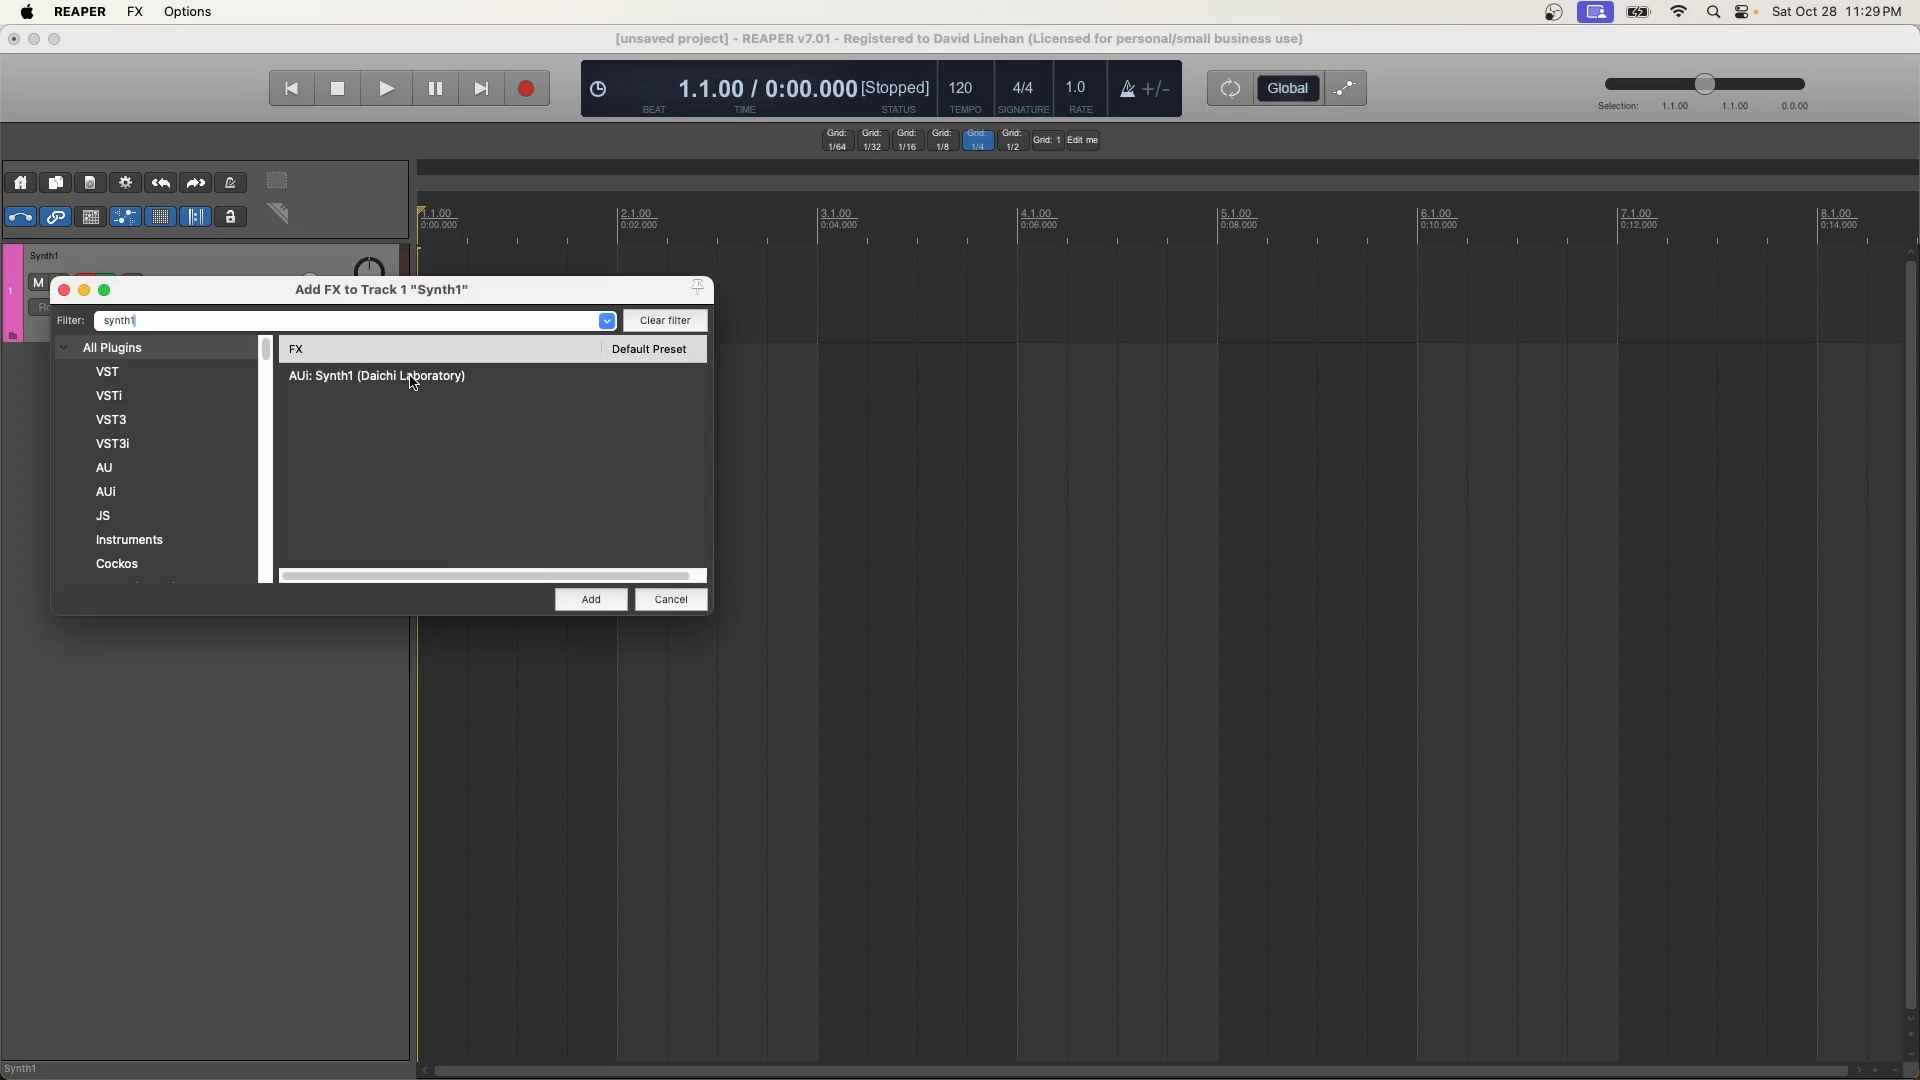 REAPER FX Options Sat Oct 28 11:29 PM
[unsaved project] - REAPER v7.01 - Registered to David Linehan (Licensed for personal/small business use)
1.1.00 / 0:00.000 [Stopped] 120 4/4 1.0 +/- Global
BEAT TIME STATUS TEMPO SIGNATURE RATE
Selection: 1.1.00 1.1.00 0.0.00
Grid: 1/64 Grid: 1/32 Grid: 1/16 Grid: 1/8 Grid: 1/4 Grid: 1/2 Grid: 1 Edit me
1.1.00 2.1.00 3.1.00 4.1.00 5.1.00 6.1.00 7.1.00 8.1.00
0:00.000 0:02.000 0:04.000 0:06.000 0:08.000 0:10.000 0:12.000 0:14.000
Synth1
M
1
Add FX to Track 1 "Synth1"
Filter: synth1 Clear filter
All Plugins
VST
VSTi
VST3
VST3i
AU
AUi
JS
Instruments
Cockos
FX Default Preset
AUi: Synth1 (Daichi Laboratory)
Add Cancel
Synth1